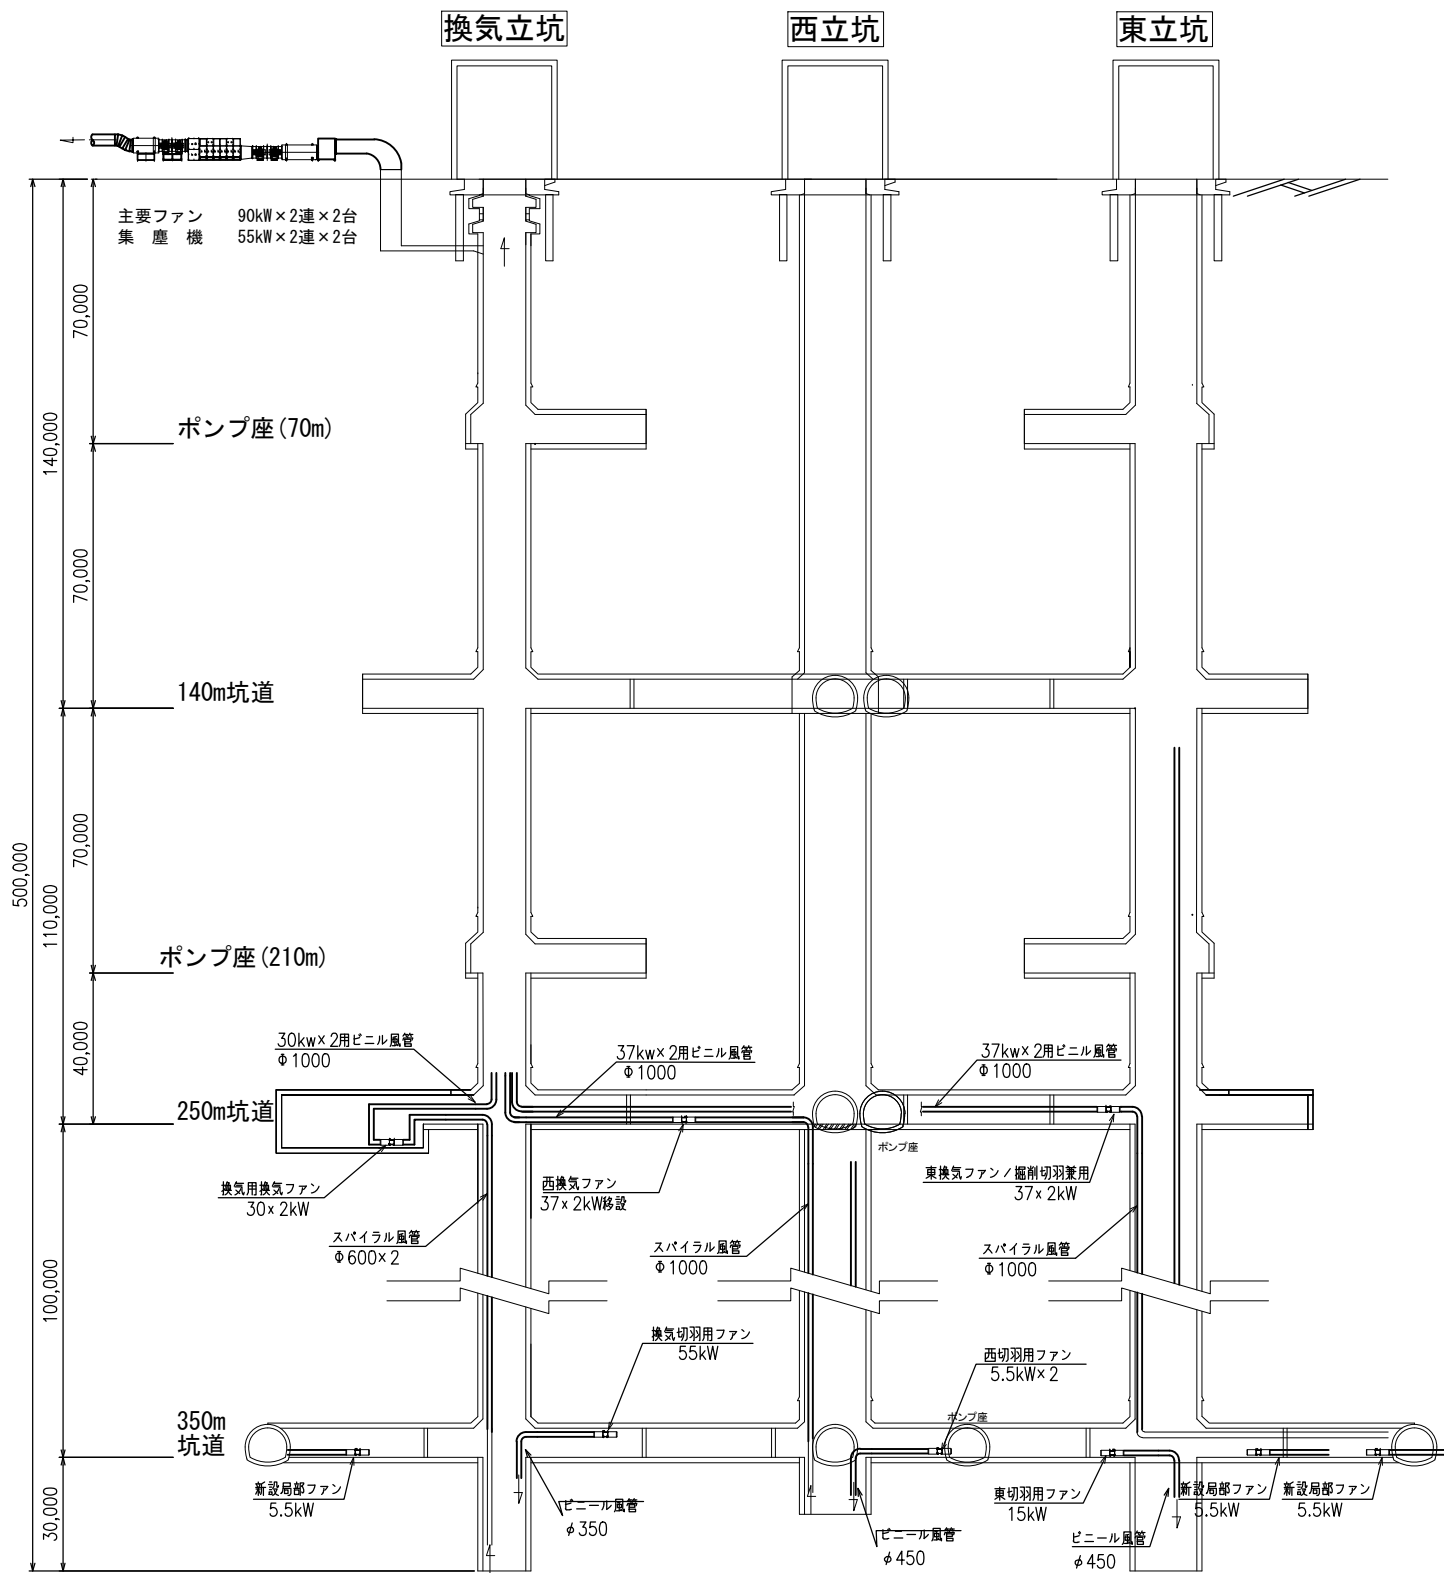 換気立坑
西立坑
東立坑
主要ファン 90kW×2連×2台
集塵機 55kW×2連×2台
70,000
140,000
ポンプ座(70m)
70,000
140m坑道
500,000
70,000
110,000
ポンプ座(210m)
40,000
30kw×2用ビニル風管
Φ1000
37kw×2用ビニル風管
Φ1000
37kw×2用ビニル風管
Φ1000
250m坑道
ポンプ座
換気用換気ファン
30×2kW
西換気ファン
37×2kW移設
東換気ファン/掘削切羽兼用
37×2kW
スパイラル風管
Φ600×2
スパイラル風管
Φ1000
スパイラル風管
Φ1000
100,000
換気切羽用ファン
55kW
西切羽用ファン
5.5kW×2
ポンプ座
350m
坑道
新設局部ファン
5.5kW
東切羽用ファン
15kW
新設局部ファン
5.5kW
新設局部ファン
5.5kW
30,000
ビニール風管
φ350
ビニール風管
φ450
ビニール風管
φ450